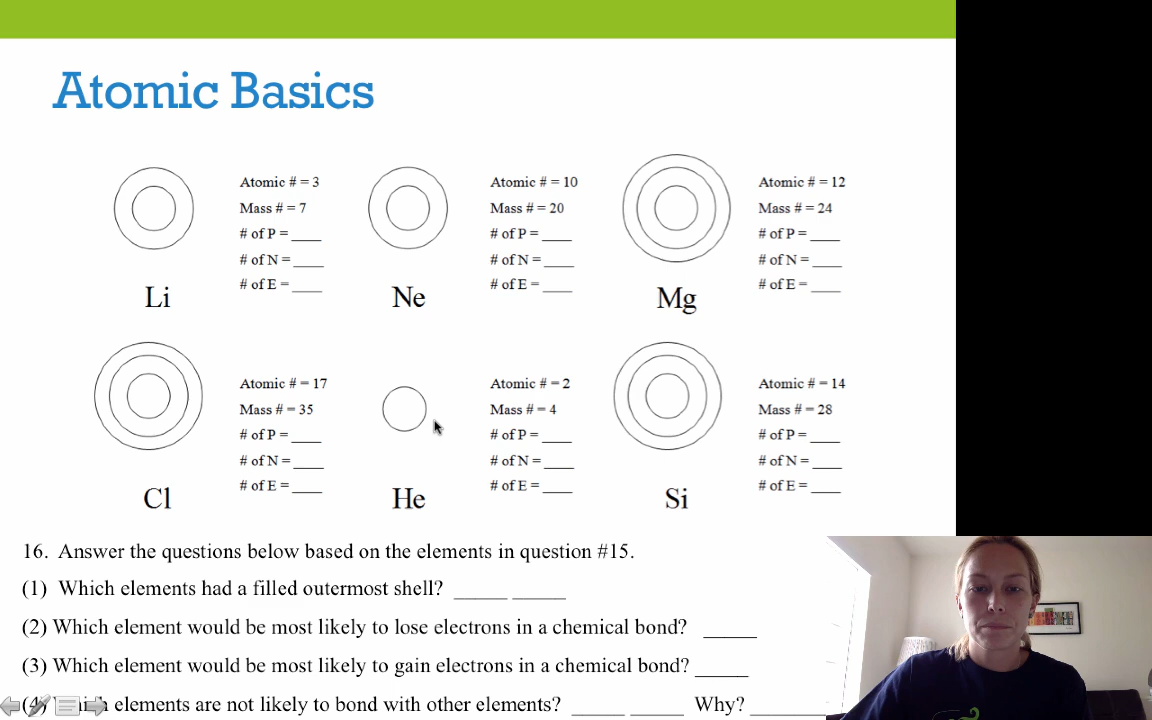 Atomic Basics
Atomic # = 3
Mass # = 7
# of P = ____
# of N = ____
# of E = ____
Li
Atomic # = 10
Mass # = 20
# of P = ____
# of N = ____
# of E = ____
Ne
Atomic # = 12
Mass # = 24
# of P = ____
# of N = ____
# of E = ____
Mg
Atomic # = 17
Mass # = 35
# of P = ____
# of N = ____
# of E = ____
Cl
Atomic # = 2
Mass # = 4
# of P = ____
# of N = ____
# of E = ____
He
Atomic # = 14
Mass # = 28
# of P = ____
# of N = ____
# of E = ____
Si
16. Answer the questions below based on the elements in question #15.
(1) Which elements had a filled outermost shell? _____ _____
(2) Which element would be most likely to lose electrons in a chemical bond? _____
(3) Which element would be most likely to gain electrons in a chemical bond? _____
(4) elements are not likely to bond with other elements? _____ _____ Why? _______